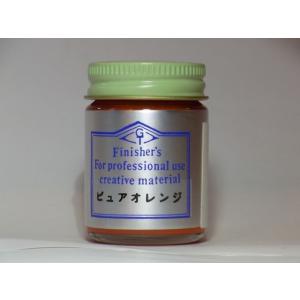 G
Finisher's
For professional use
creative material
ピュアオレンジ